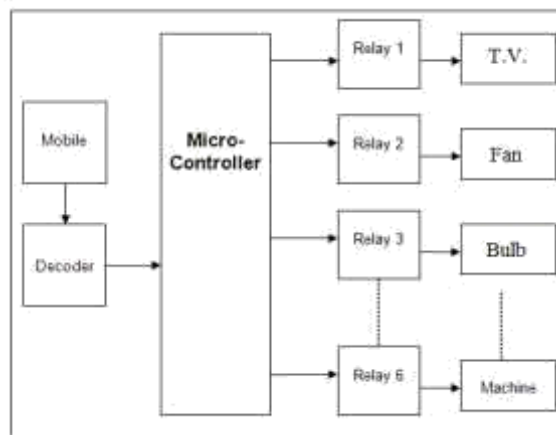 Mobile
Decoder
Micro-
Controller
Relay 1
T.V.
Relay 2
Fan
Relay 3
Bulb
Relay 6
Machine